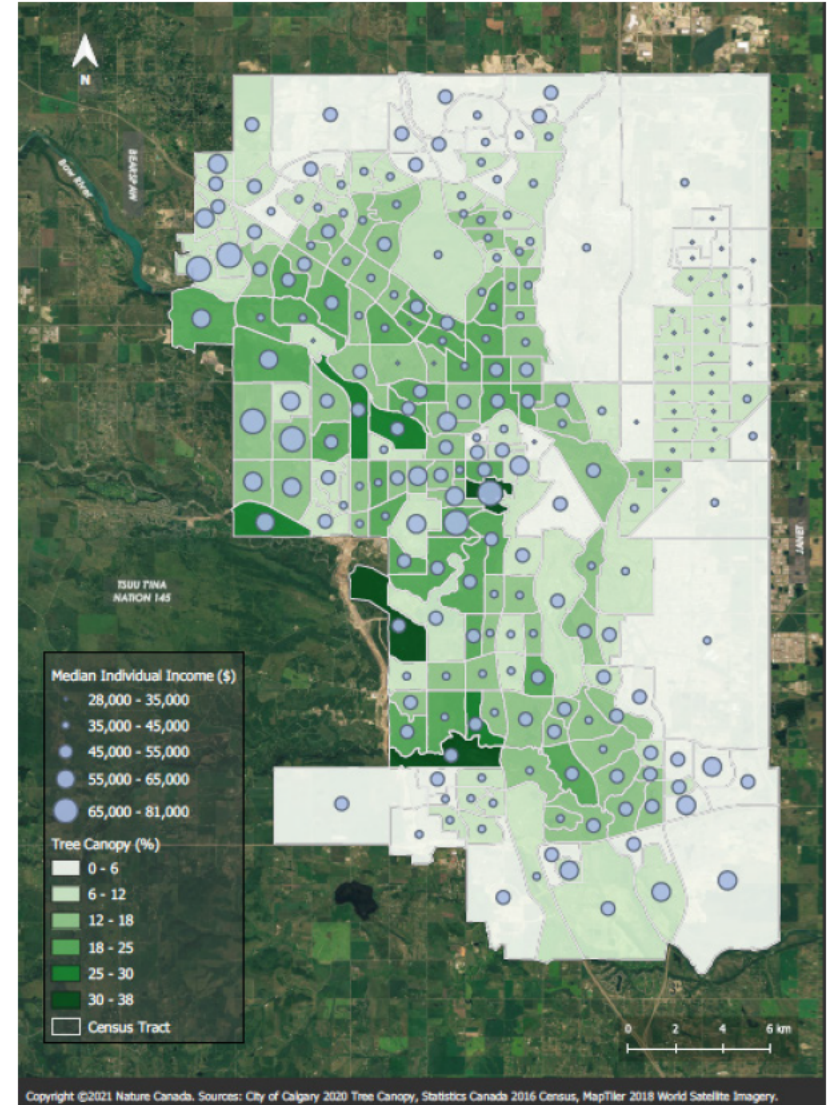 N
Bow River
BEARSPAW
JANET
TSUU T'INA
NATION 145
Median Individual Income ($)
28,000 - 35,000
35,000 - 45,000
45,000 - 55,000
55,000 - 65,000
65,000 - 81,000
Tree Canopy (%)
0 - 6
6 - 12
12 - 18
18 - 25
25 - 30
30 - 38
Census Tract
0 2 4 6 km
Copyright ©2021 Nature Canada. Sources: City of Calgary 2020 Tree Canopy, Statistics Canada 2016 Census, MapTiler 2018 World Satellite Imagery.